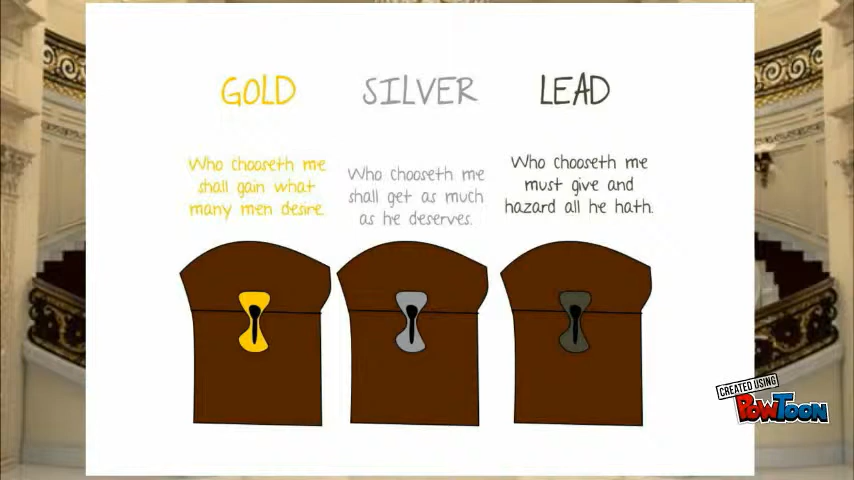 GOLD
SILVER
LEAD
Who chooseth me
shall gain what
many men desire.
Who chooseth me
shall get as much
as he deserves.
Who chooseth me
must give and
hazard all he hath.
CREATED USING
POWTOON